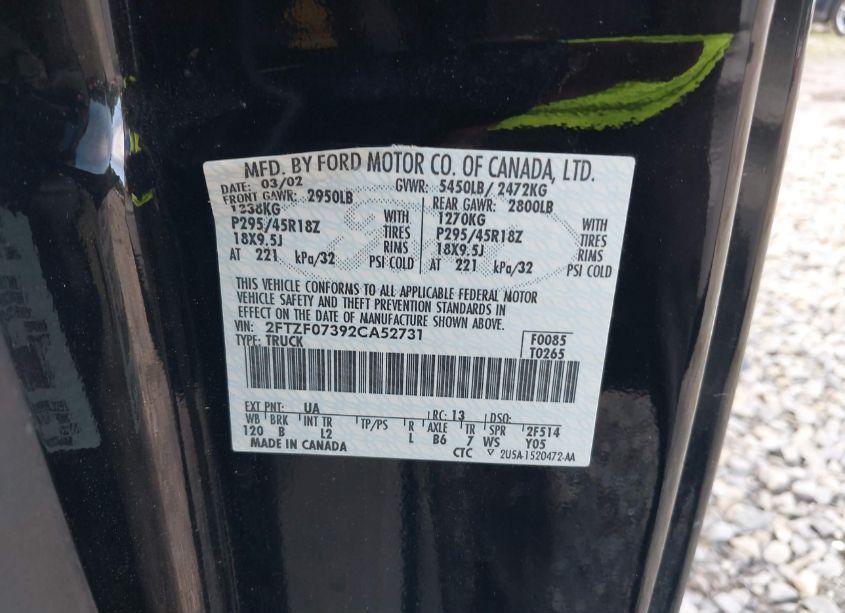 MFD. BY FORD MOTOR CO. OF CANADA, LTD.
DATE: 03/02 GVWR: 5450LB/ 2472KG
FRONT GAWR: 2950LB REAR GAWR: 2800LB
1338KG WITH 1270KG WITH
P295/45R18Z TIRES P295/45R18Z TIRES
18X9.5J RIMS 18X9.5J RIMS
AT 221 kPa/32 PSI COLD AT 221 kPa/32 PSI COLD
THIS VEHICLE CONFORMS TO ALL APPLICABLE FEDERAL MOTOR
VEHICLE SAFETY AND THEFT PREVENTION STANDARDS IN
EFFECT ON THE DATE OF MANUFACTURE SHOWN ABOVE.
VIN: 2FTZF07392CA52731 F0085
TYPE: TRUCK T0265
EXT PNT: UA RC: 13 DSO:
WB BRK INT TR TP/PS R AXLE TR SPR 2F514
120 B L2 L B6 7 WS Y05
MADE IN CANADA CTC ▽ 2U5A-1520472-AA